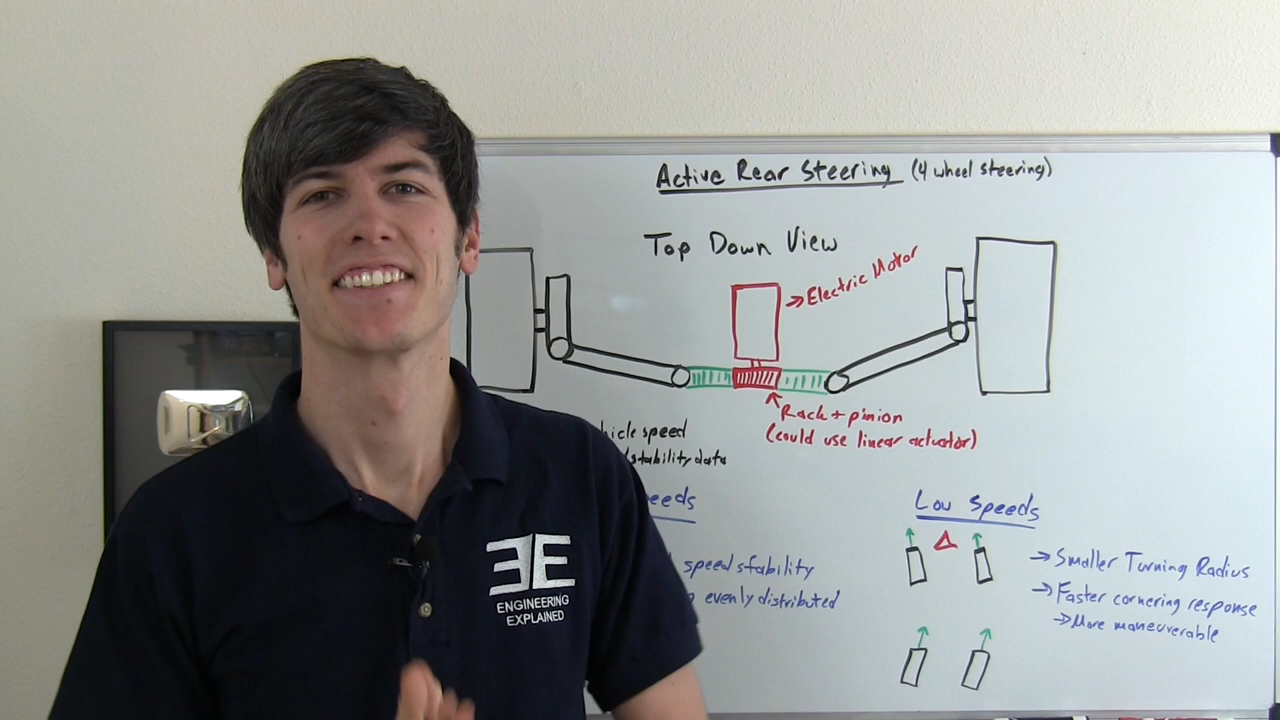 Active Rear Steering (4 wheel steering)
Top Down View
→ Electric Motor
Rack + pinion
(could use linear actuator)
hicle speed
stability data
eeds
speed stability
evenly distributed
Low Speeds
→ Smaller Turning Radius
→ Faster cornering response
→ More maneuverable
EE
ENGINEERING
EXPLAINED